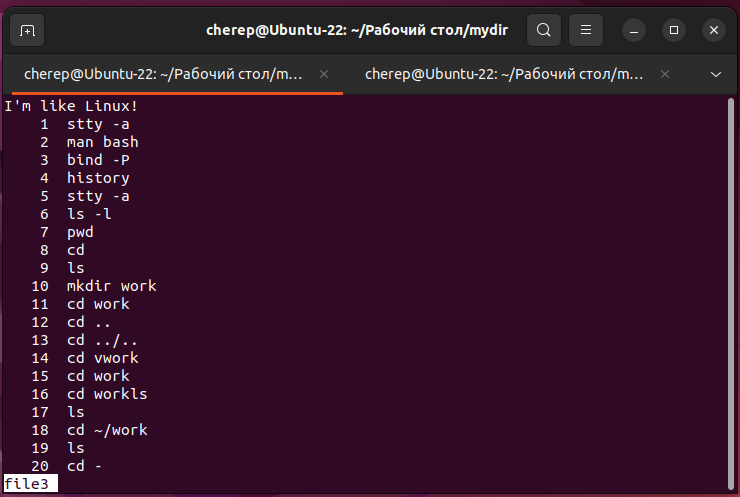 cherep@Ubuntu-22: ~/Рабочий стол/mydir
cherep@Ubuntu-22: ~/Рабочий стол/m…
cherep@Ubuntu-22: ~/Рабочий стол/m…
I'm like Linux!
1 stty -a
2 man bash
3 bind -P
4 history
5 stty -a
6 ls -l
7 pwd
8 cd
9 ls
10 mkdir work
11 cd work
12 cd ..
13 cd ../..
14 cd vwork
15 cd work
16 cd workls
17 ls
18 cd ~/work
19 ls
20 cd -
file3